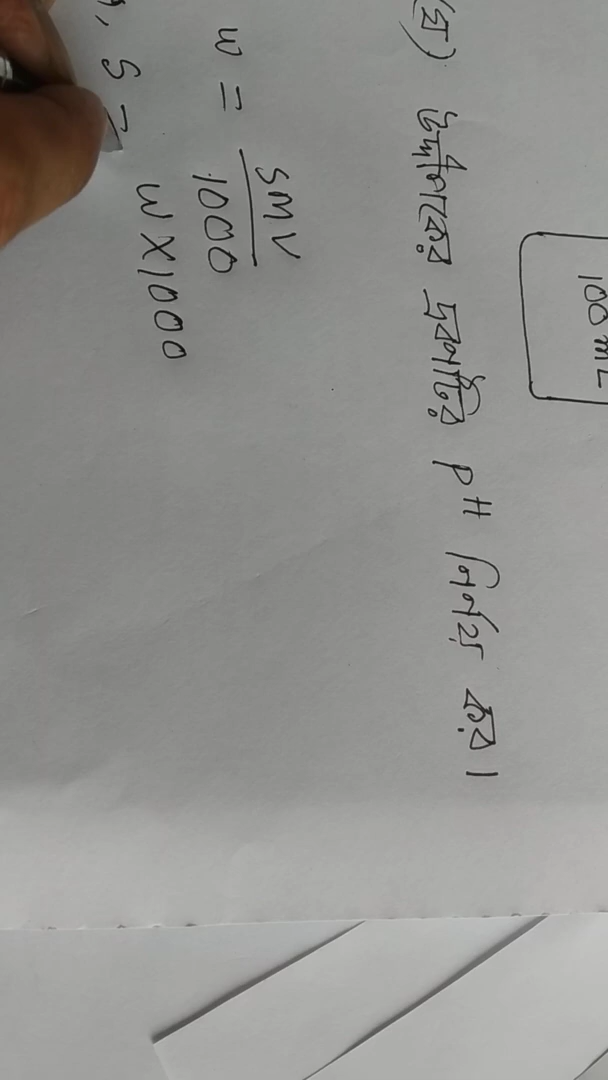 100 mL
(গ) উদ্দীপকের দ্রবণটির pH নির্ণয় কর।
w = SMV
1000
, S =
W X 1000